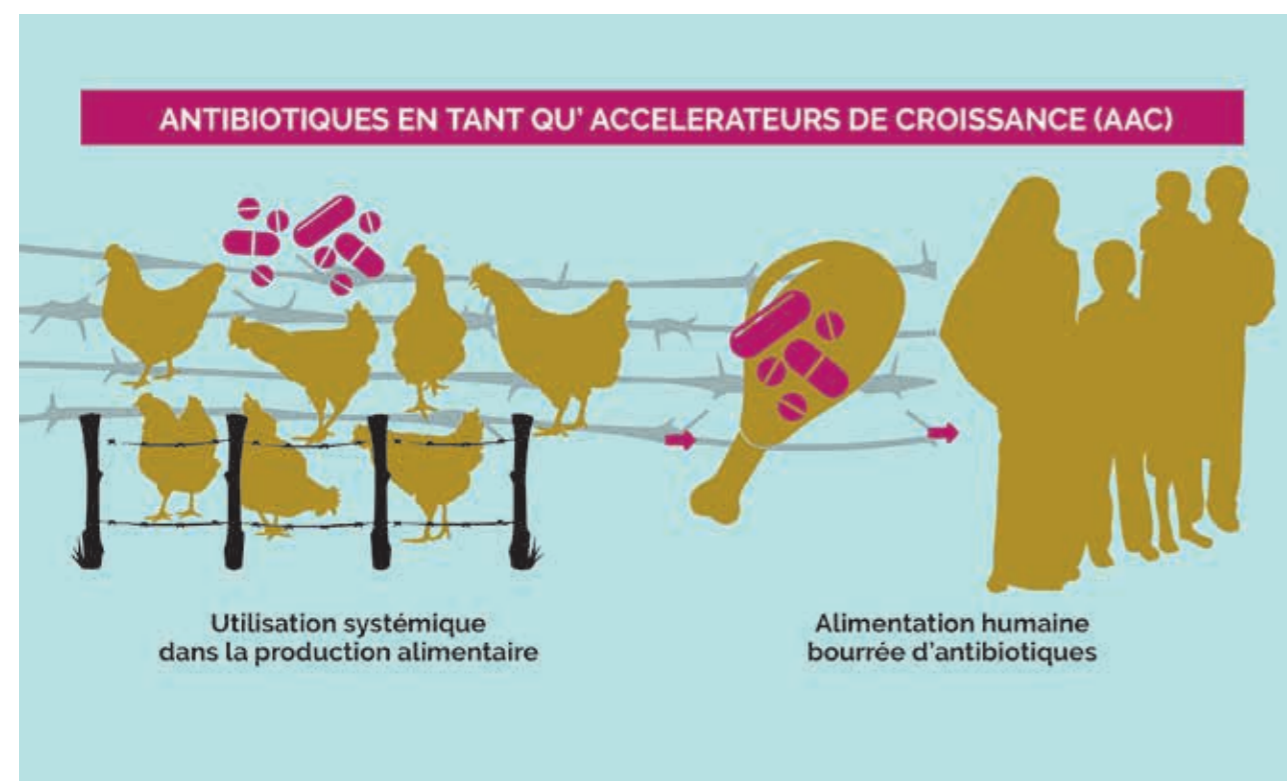 ANTIBIOTIQUES EN TANT QU' ACCELERATEURS DE CROISSANCE (AAC)
Utilisation systémique
dans la production alimentaire
Alimentation humaine
bourrée d'antibiotiques